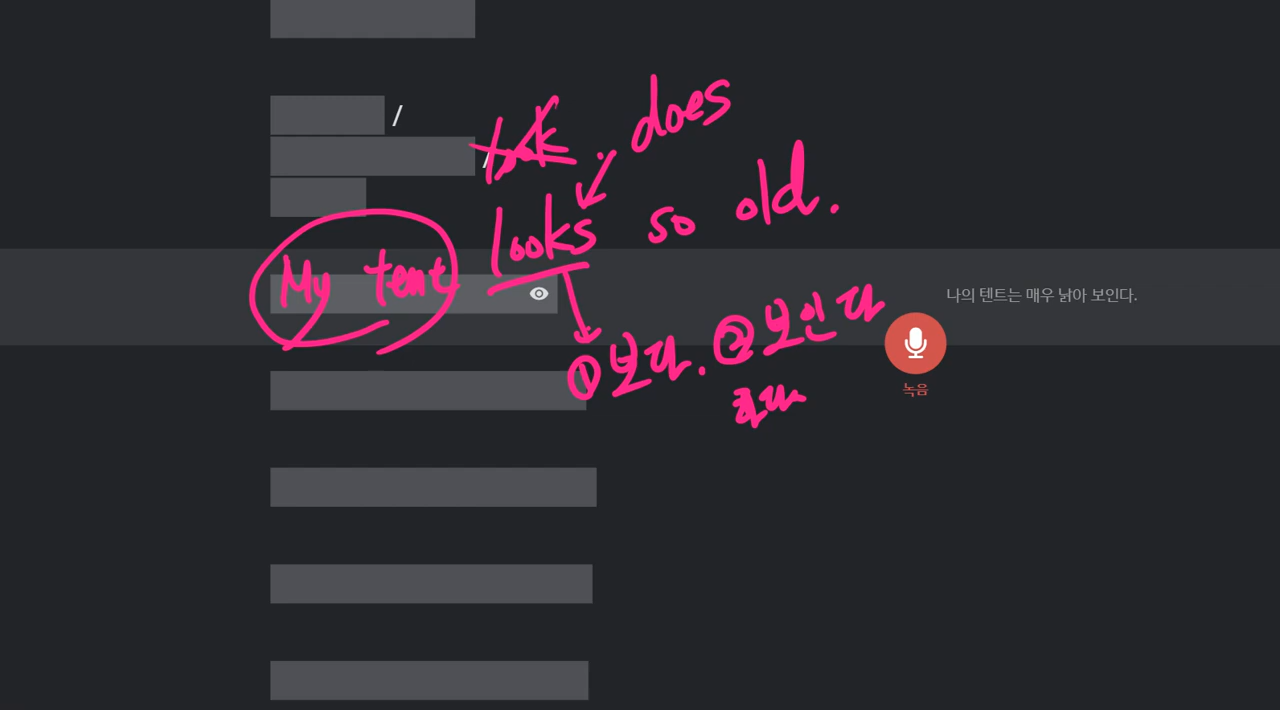 /
does
/
My tent looks so old.
나의 텐트는 매우 낡아 보인다.
①보다. ②보인다
녹음